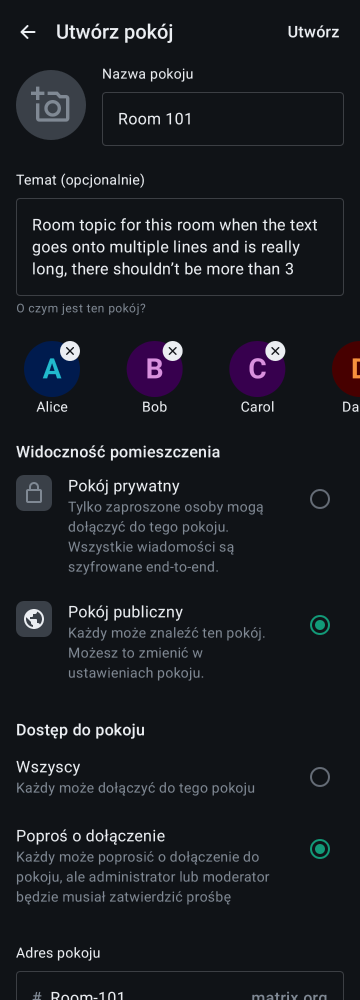 Utwórz pokój
Utwórz
Nazwa pokoju
Room 101
Temat (opcjonalnie)
Room topic for this room when the text
goes onto multiple lines and is really
long, there shouldn’t be more than 3
O czym jest ten pokój?
A
B
C
Alice
Bob
Carol
Da
Widoczność pomieszczenia
Pokój prywatny
Tylko zaproszone osoby mogą
dołączyć do tego pokoju.
Wszystkie wiadomości są
szyfrowane end-to-end.
Pokój publiczny
Każdy może znaleźć ten pokój.
Możesz to zmienić w
ustawieniach pokoju.
Dostęp do pokoju
Wszyscy
Każdy może dołączyć do tego pokoju
Poproś o dołączenie
Każdy może poprosić o dołączenie do
pokoju, ale administrator lub moderator
będzie musiał zatwierdzić prośbę
Adres pokoju
# Room-101
matrix.org